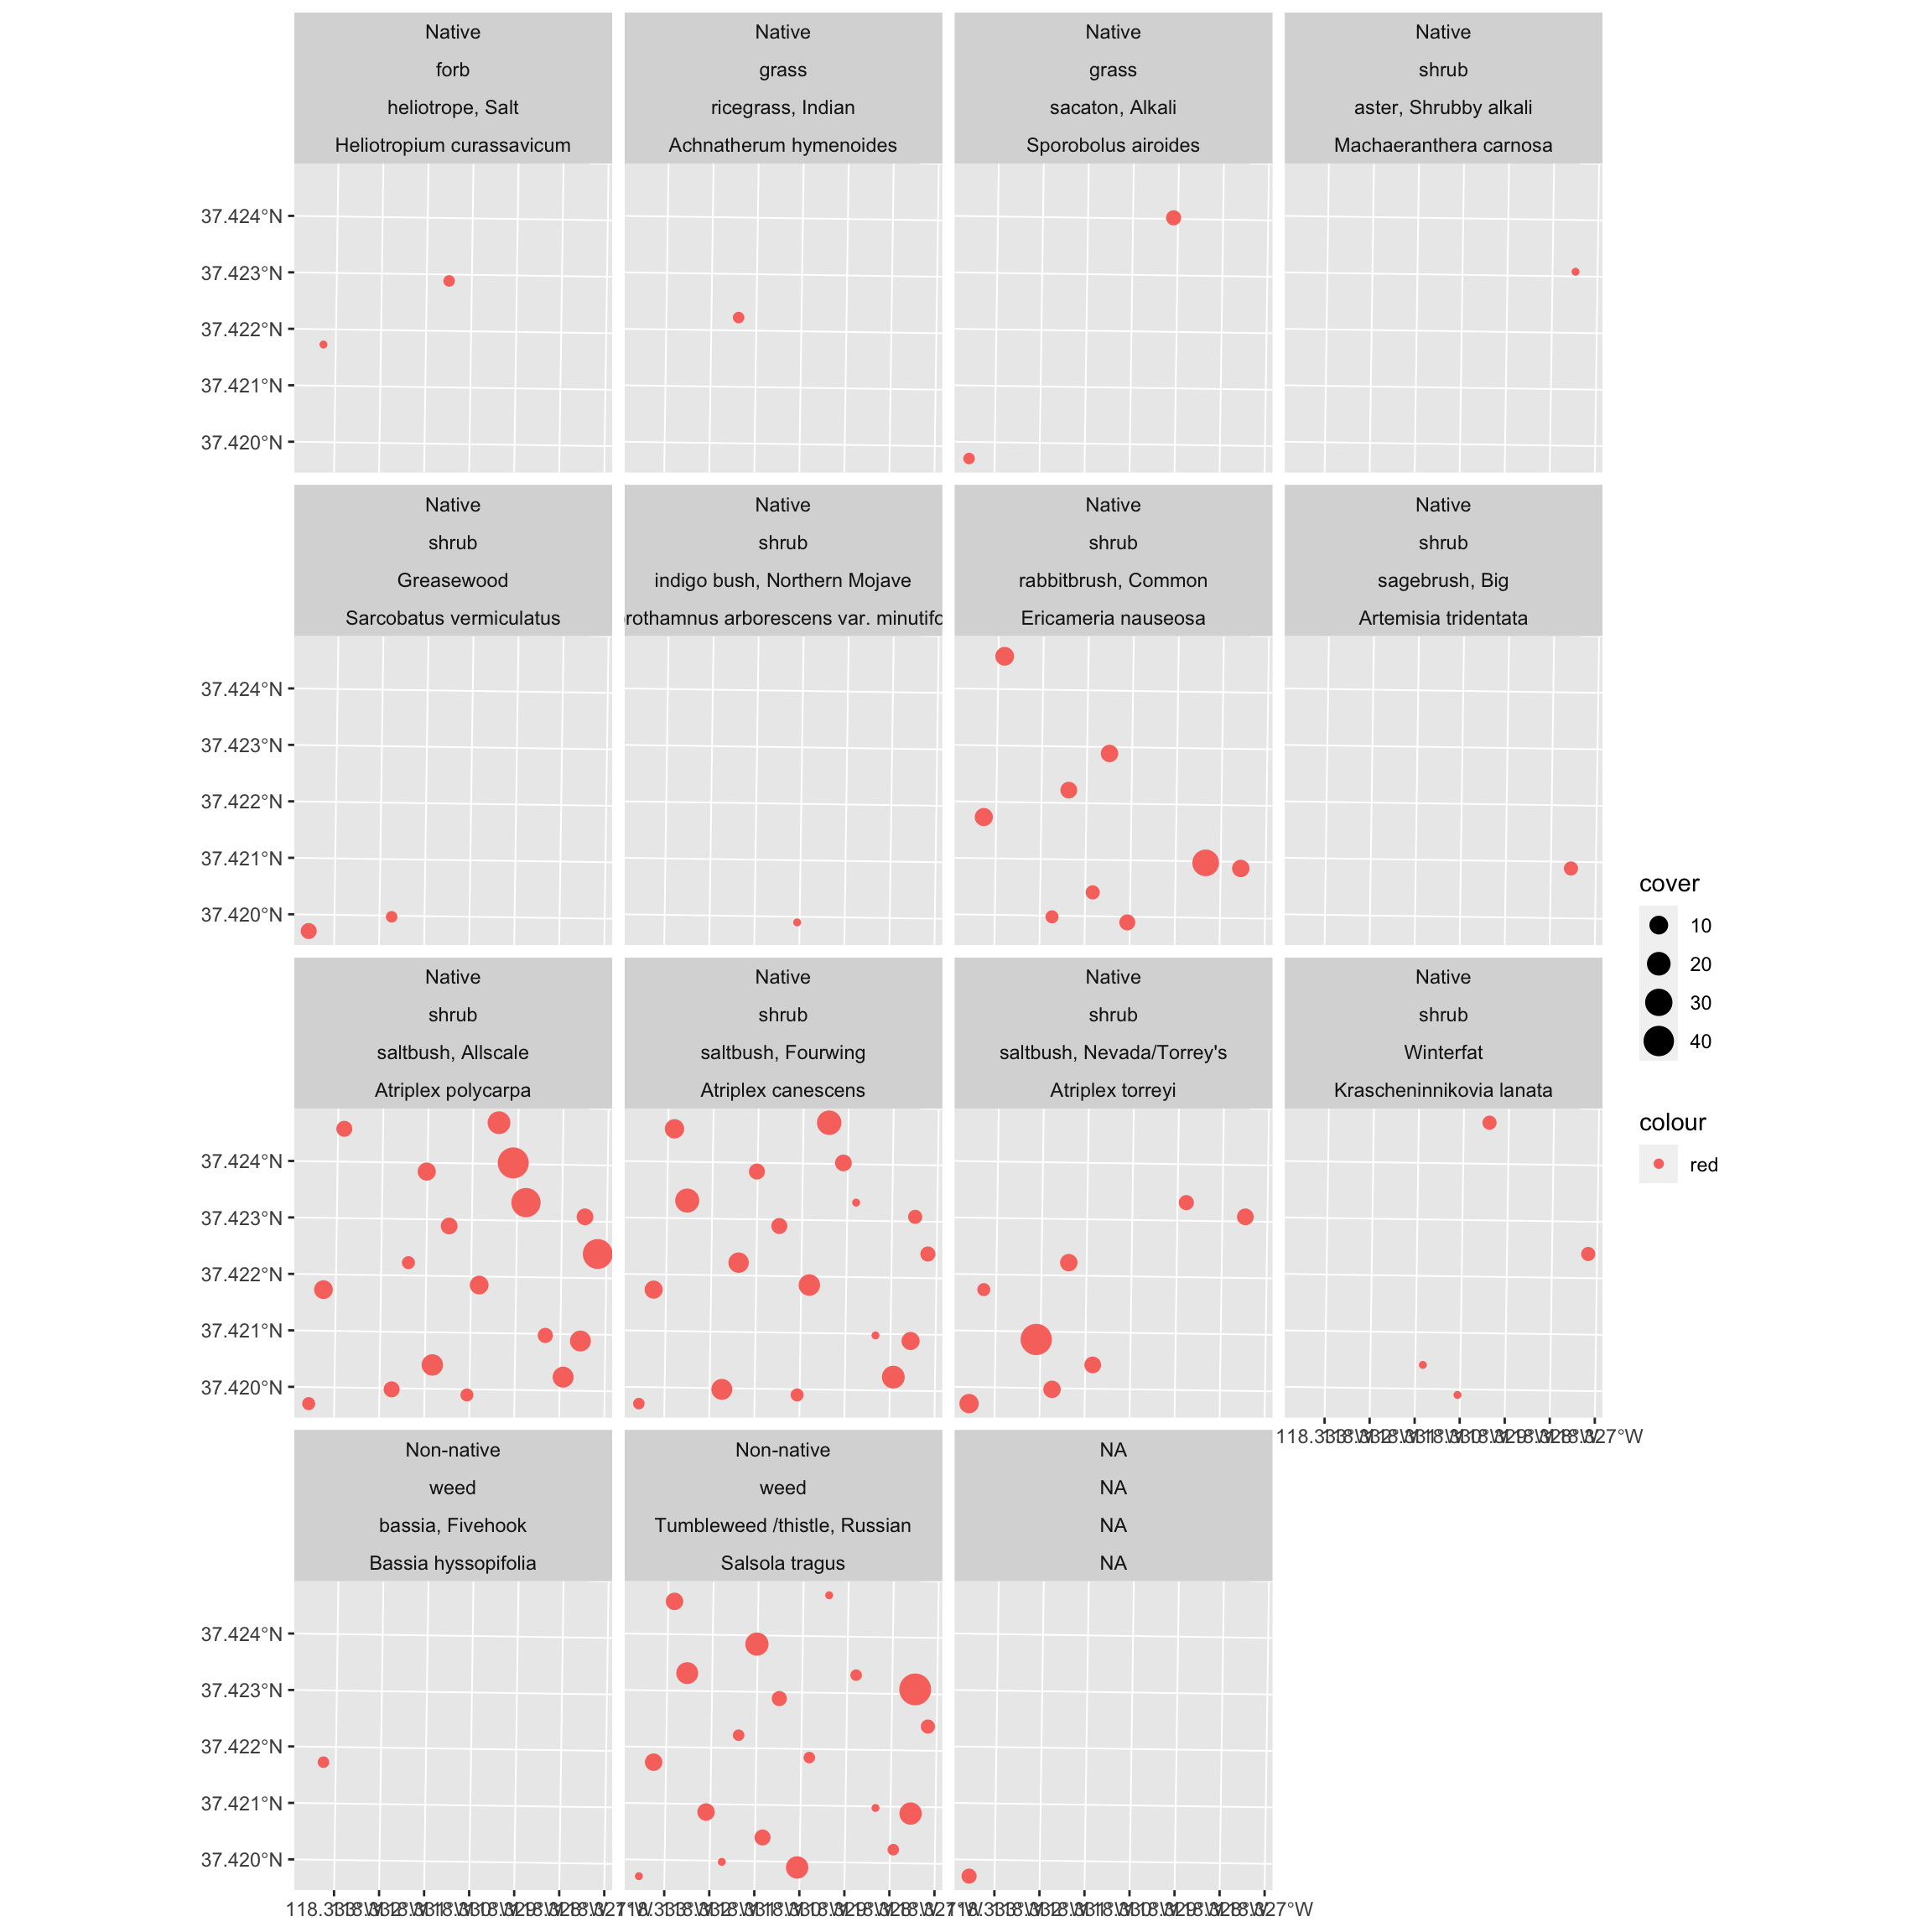 Native Native Native Native
forb grass grass shrub
heliotrope, Salt ricegrass, Indian sacaton, Alkali aster, Shrubby alkali
Heliotropium curassavicum Achnatherum hymenoides Sporobolus airoides Machaeranthera carnosa
37.424°N
37.423°N
37.422°N
37.421°N
37.420°N
Native Native Native Native
shrub shrub shrub shrub
Greasewood indigo bush, Northern Mojave rabbitbrush, Common sagebrush, Big
Sarcobatus vermiculatus rothamnus arborescens var. minutifo Ericameria nauseosa Artemisia tridentata
37.424°N
37.423°N
37.422°N
37.421°N
37.420°N
cover
10
20
30
40
colour
red
Native Native Native Native
shrub shrub shrub shrub
saltbush, Allscale saltbush, Fourwing saltbush, Nevada/Torrey's Winterfat
Atriplex polycarpa Atriplex canescens Atriplex torreyi Krascheninnikovia lanata
37.424°N
37.423°N
37.422°N
37.421°N
37.420°N
Non-native Non-native NA
weed weed NA
bassia, Fivehook Tumbleweed /thistle, Russian NA
Bassia hyssopifolia Salsola tragus NA
37.424°N
37.423°N
37.422°N
37.421°N
37.420°N